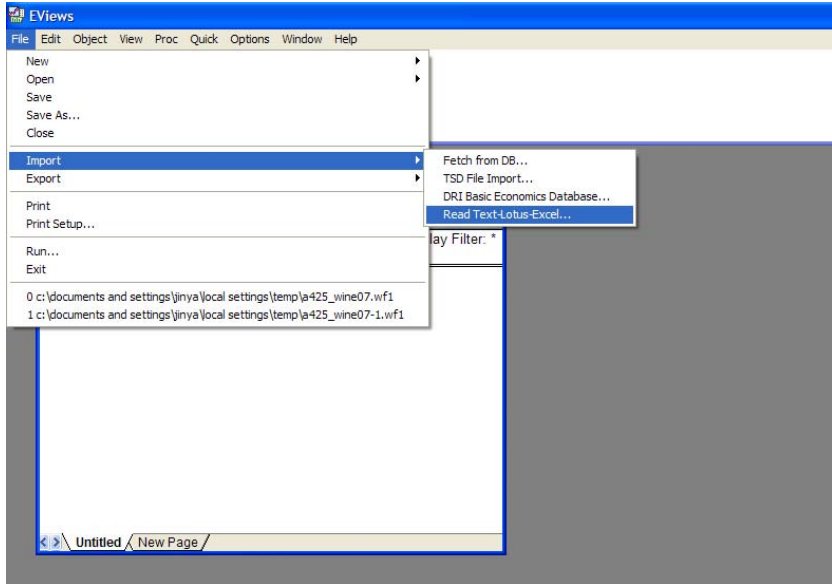 EViews
File Edit Object View Proc Quick Options Window Help
New
Open
Save
Save As...
Close
Import
Export
Print
Print Setup...
Run...
Exit
0 c:\documents and settings\jinya\local settings\temp\a425_wine07.wf1
1 c:\documents and settings\jinya\local settings\temp\a425_wine07-1.wf1
Fetch from DB...
TSD File Import...
DRI Basic Economics Database...
Read Text-Lotus-Excel...
lay Filter: *
Untitled New Page